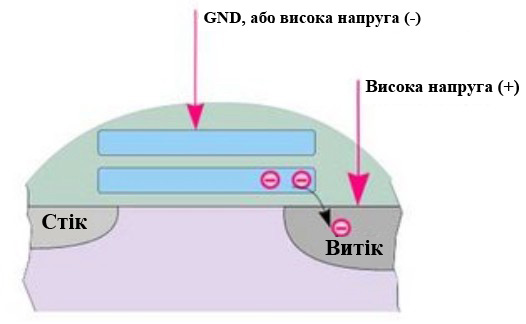 GND, або висока напруга (-)
Висока напруга (+)
Стік
Витік